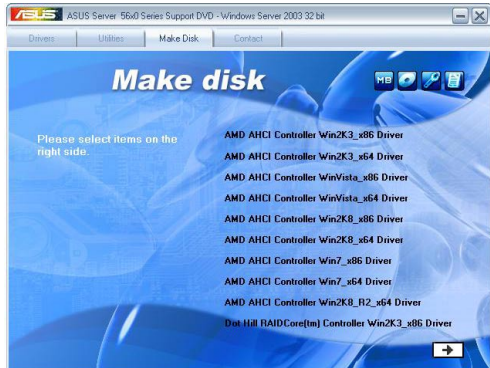 ASUS ASUS Server 56x0 Series Support DVD - Windows Server 2003 32 bit
Drivers Utilities Make Disk Contact
Make disk
MB
Please select items on the
right side.
AMD AHCI Controller Win2K3_x86 Driver
AMD AHCI Controller Win2K3_x64 Driver
AMD AHCI Controller WinVista_x86 Driver
AMD AHCI Controller WinVista_x64 Driver
AMD AHCI Controller Win2K8_x86 Driver
AMD AHCI Controller Win2K8_x64 Driver
AMD AHCI Controller Win7_x86 Driver
AMD AHCI Controller Win7_x64 Driver
AMD AHCI Controller Win2K8_R2_x64 Driver
Dot Hill RAIDCore(tm) Controller Win2K3_x86 Driver